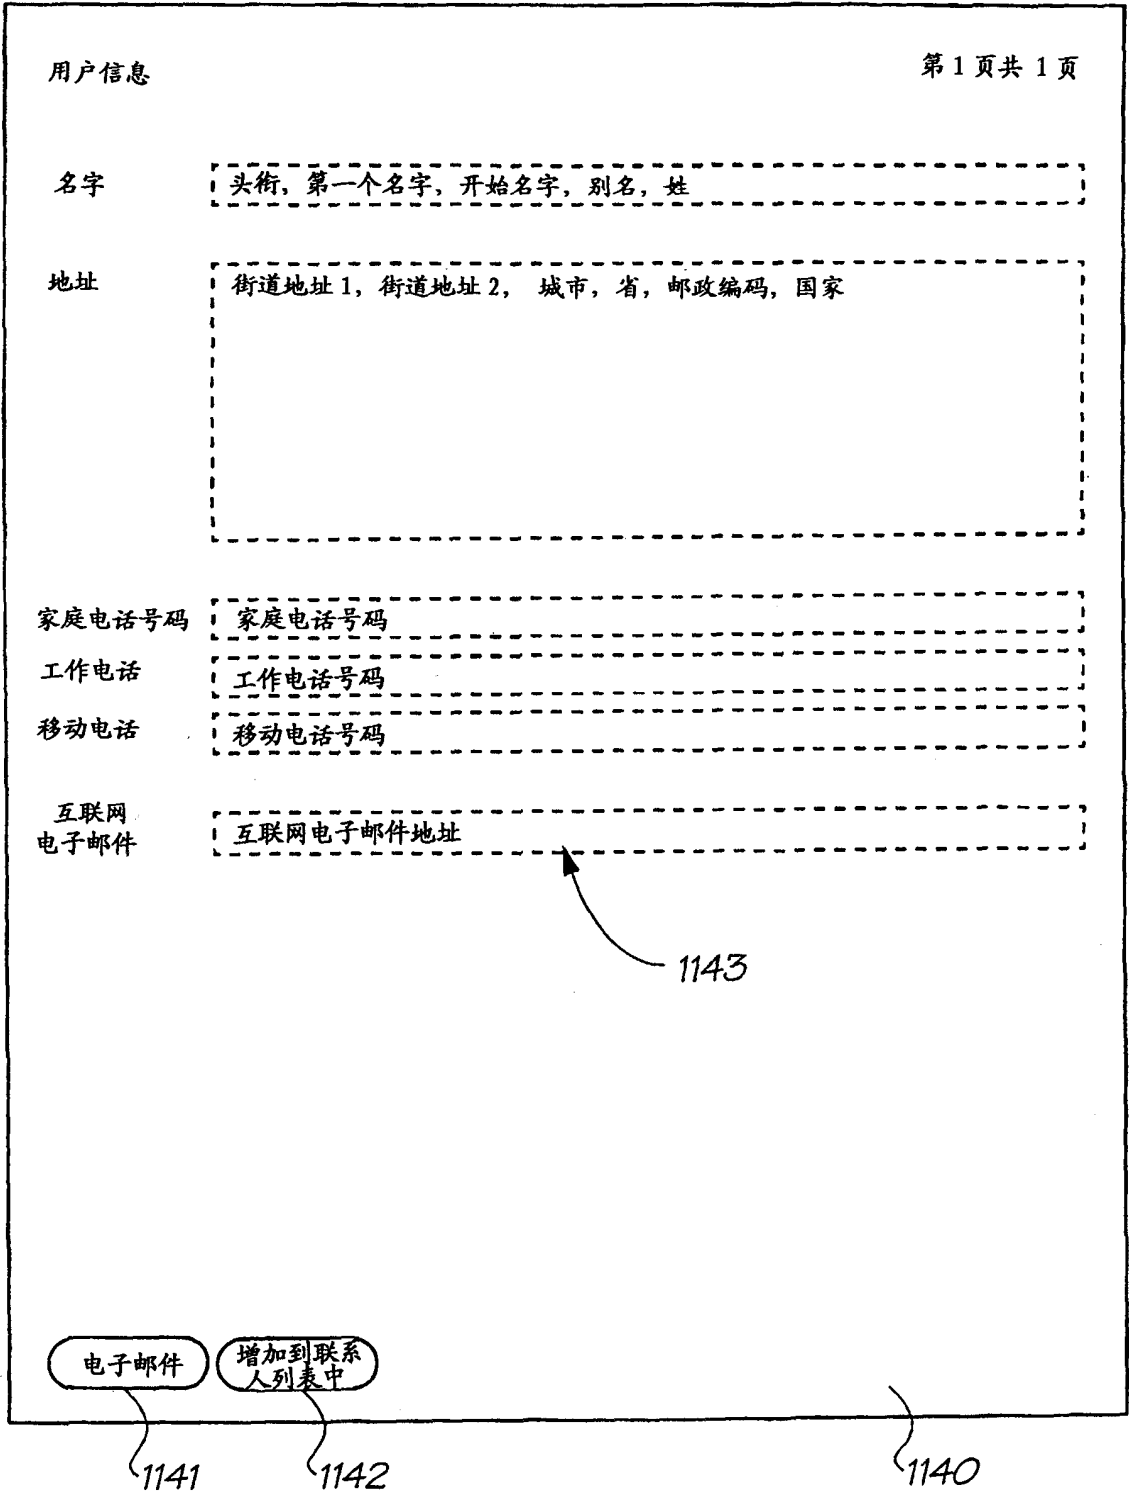 用户信息
第1页共 1页
名字
头衔，第一个名字，开始名字，别名，姓
地址
街道地址1，街道地址2， 城市，省，邮政编码，国家
家庭电话号码
家庭电话号码
工作电话
工作电话号码
移动电话
移动电话号码
互联网
电子邮件
互联网电子邮件地址
1143
电子邮件
增加到联系
人列表中
1141
1142
1140